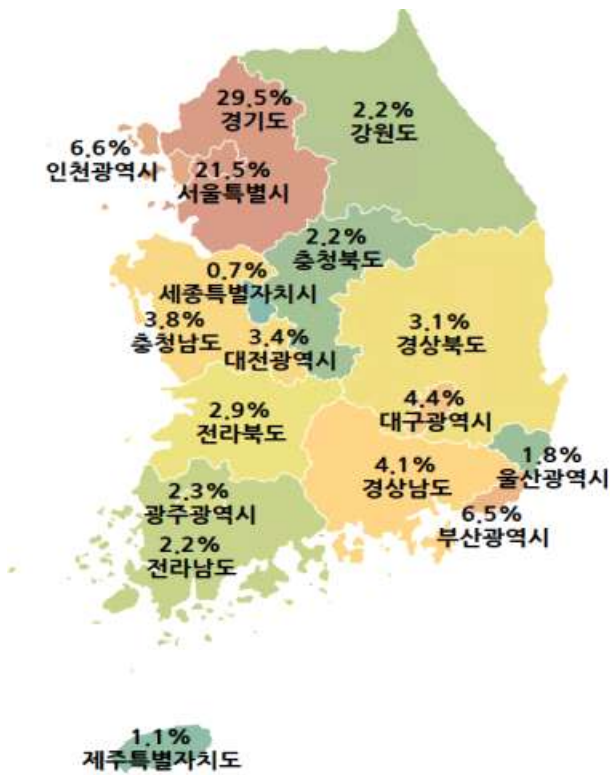 29.5%
경기도
2.2%
강원도
6.6%
인천광역시
21.5%
서울특별시
2.2%
충청북도
0.7%
세종특별자치시
3.8%
충청남도
3.4%
대전광역시
3.1%
경상북도
4.4%
대구광역시
2.9%
전라북도
4.1%
경상남도
1.8%
울산광역시
2.3%
광주광역시
6.5%
부산광역시
2.2%
전라남도
1.1%
제주특별자치도